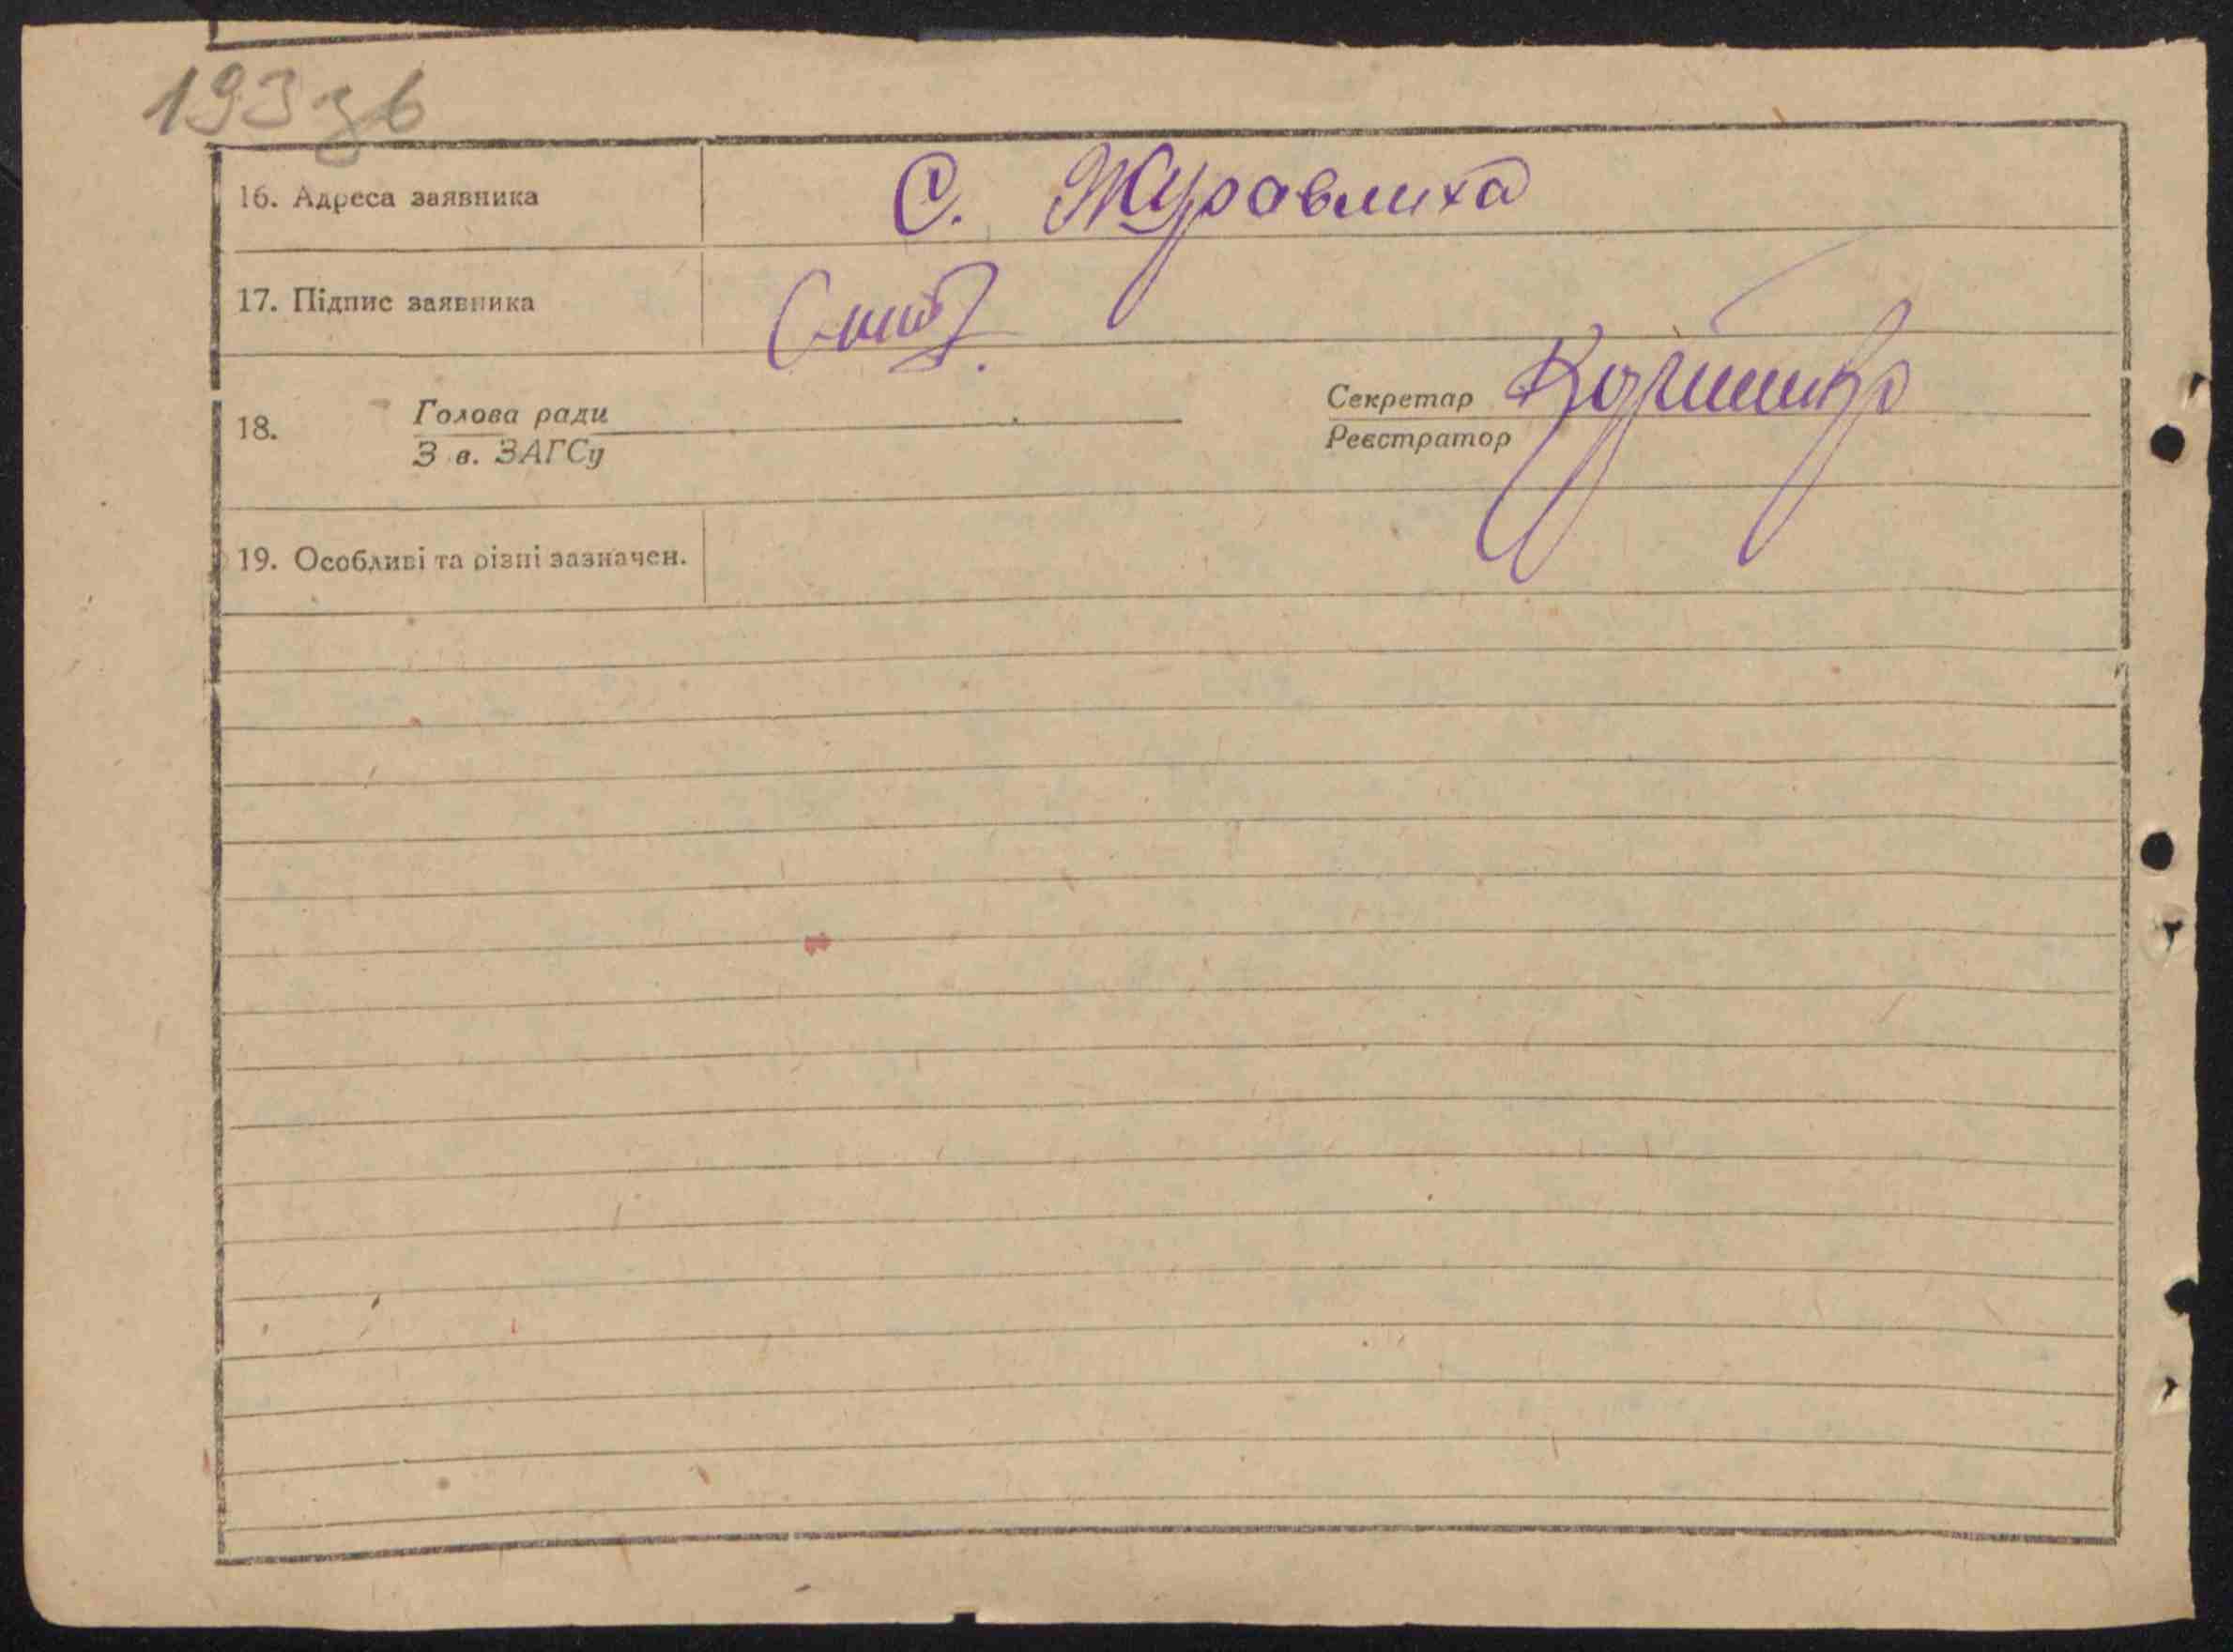 193 зв
16. Адреса заявника С. Журавлиха
17. Підпис заявника
18. Голова ради Секретар
З в. ЗАГСу Реєстратор
19. Особливі та різні зазначен.